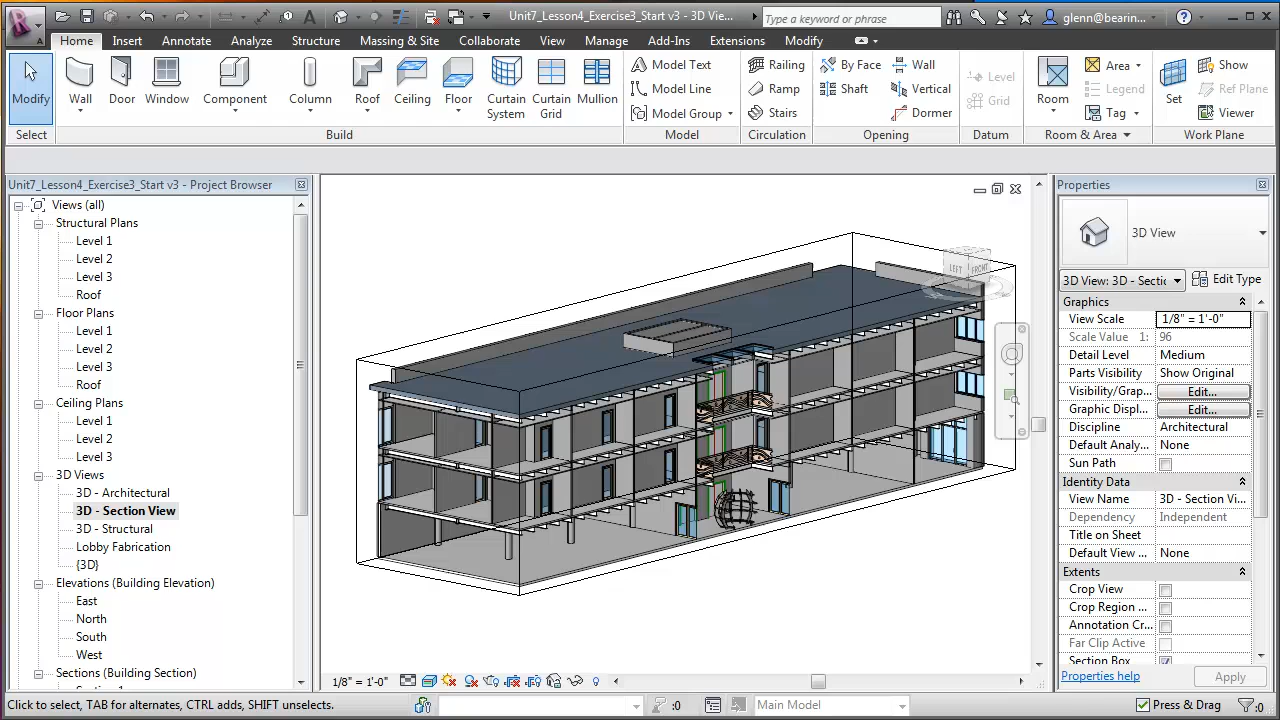 Unit7_Lesson4_Exercise3_Start v3 - 3D View...
Type a keyword or phrase
glenn@bearin...
Home Insert Annotate Analyze Structure Massing & Site Collaborate View Manage Add-Ins Extensions Modify
Modify
Wall
Door
Window
Component
Column
Roof
Ceiling
Floor
Curtain System
Curtain Grid
Mullion
Model Text
Model Line
Model Group
Railing
Ramp
Stairs
By Face
Shaft
Wall
Vertical
Dormer
Level
Grid
Room
Area
Legend
Tag
Set
Show
Ref Plane
Viewer
Select Build Model Circulation Opening Datum Room & Area Work Plane
Unit7_Lesson4_Exercise3_Start v3 - Project Browser
Views (all)
Structural Plans
Level 1
Level 2
Level 3
Roof
Floor Plans
Level 1
Level 2
Level 3
Roof
Ceiling Plans
Level 1
Level 2
Level 3
3D Views
3D - Architectural
3D - Section View
3D - Structural
Lobby Fabrication
{3D}
Elevations (Building Elevation)
East
North
South
West
Sections (Building Section)
Section 1
LEFT FRONT
1/8" = 1'-0"
Properties
3D View
3D View: 3D - Sectic
Edit Type
Graphics
View Scale 1/8" = 1'-0"
Scale Value 1: 96
Detail Level Medium
Parts Visibility Show Original
Visibility/Grap... Edit...
Graphic Displ... Edit...
Discipline Architectural
Default Analy... None
Sun Path
Identity Data
View Name 3D - Section Vi...
Dependency Independent
Title on Sheet
Default View ... None
Extents
Crop View
Crop Region ...
Annotation Cr...
Far Clip Active
Section Box
Properties help
Apply
Click to select, TAB for alternates, CTRL adds, SHIFT unselects.
:0
Main Model
Press & Drag
:0